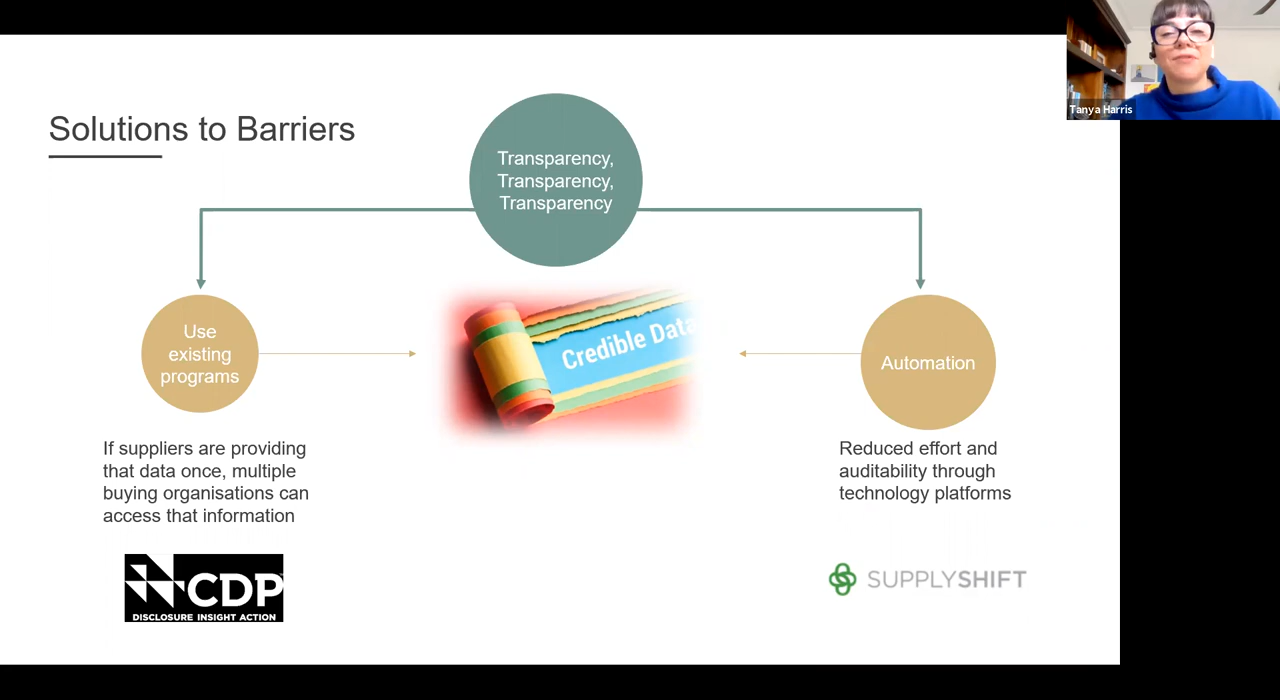 Tanya Harris
Solutions to Barriers
Transparency,
Transparency,
Transparency
Use
existing
programs
Credible Data
Automation
If suppliers are providing
that data once, multiple
buying organisations can
access that information
Reduced effort and
auditability through
technology platforms
CDP
DISCLOSURE INSIGHT ACTION
SUPPLYSHIFT